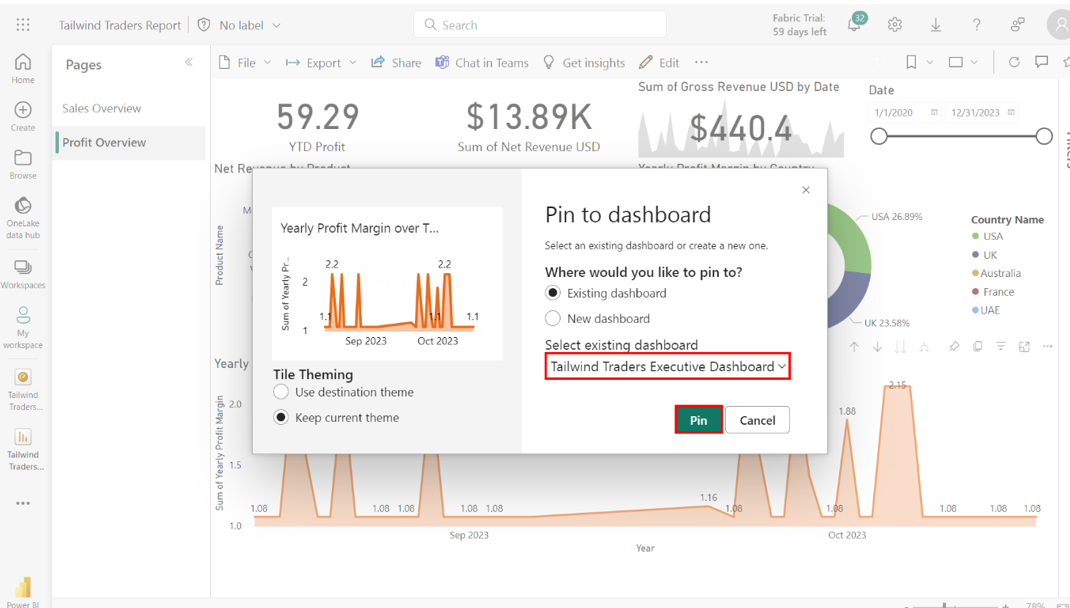 Tailwind Traders Report
No label
Search
Fabric Trial:
59 days left
32
Home
Create
Browse
OneLake
data hub
Workspaces
My
workspace
Tailwind
Traders...
Tailwind
Traders...
Power BI
Pages
Sales Overview
Profit Overview
File
Export
Share
Chat in Teams
Get insights
Edit
59.29
YTD Profit
$13.89K
Sum of Net Revenue USD
Sum of Gross Revenue USD by Date
$440.4
Date
1/1/2020
12/31/2023
Net Revenue by Product
Yearly Profit Margin by Country
Product Name
USA 26.89%
UK 23.58%
Country Name
USA
UK
Australia
France
UAE
Pin to dashboard
Select an existing dashboard or create a new one.
Where would you like to pin to?
Existing dashboard
New dashboard
Select existing dashboard
Tailwind Traders Executive Dashboard
Pin
Cancel
Yearly Profit Margin over T...
Sum of Yearly Pr...
2.2
2.2
2
1.1
1.1
1.1
1
Sep 2023
Oct 2023
Tile Theming
Use destination theme
Keep current theme
Yearly
Sum of Yearly Profit Margin
2.0
1.5
1.0
2.15
1.88
1.16
1.08
1.08
1.08
1.08
1.08
1.08
1.08
1.08
1.08
1.08
Sep 2023
Oct 2023
Year
78%